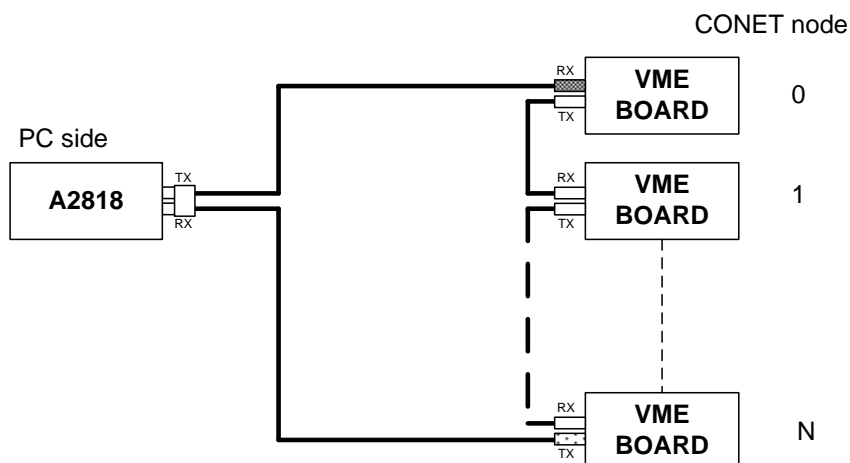 CONET node
RX
VME
BOARD
TX
0
PC side
A2818
TX
RX
RX
VME
BOARD
TX
1
RX
VME
BOARD
TX
N